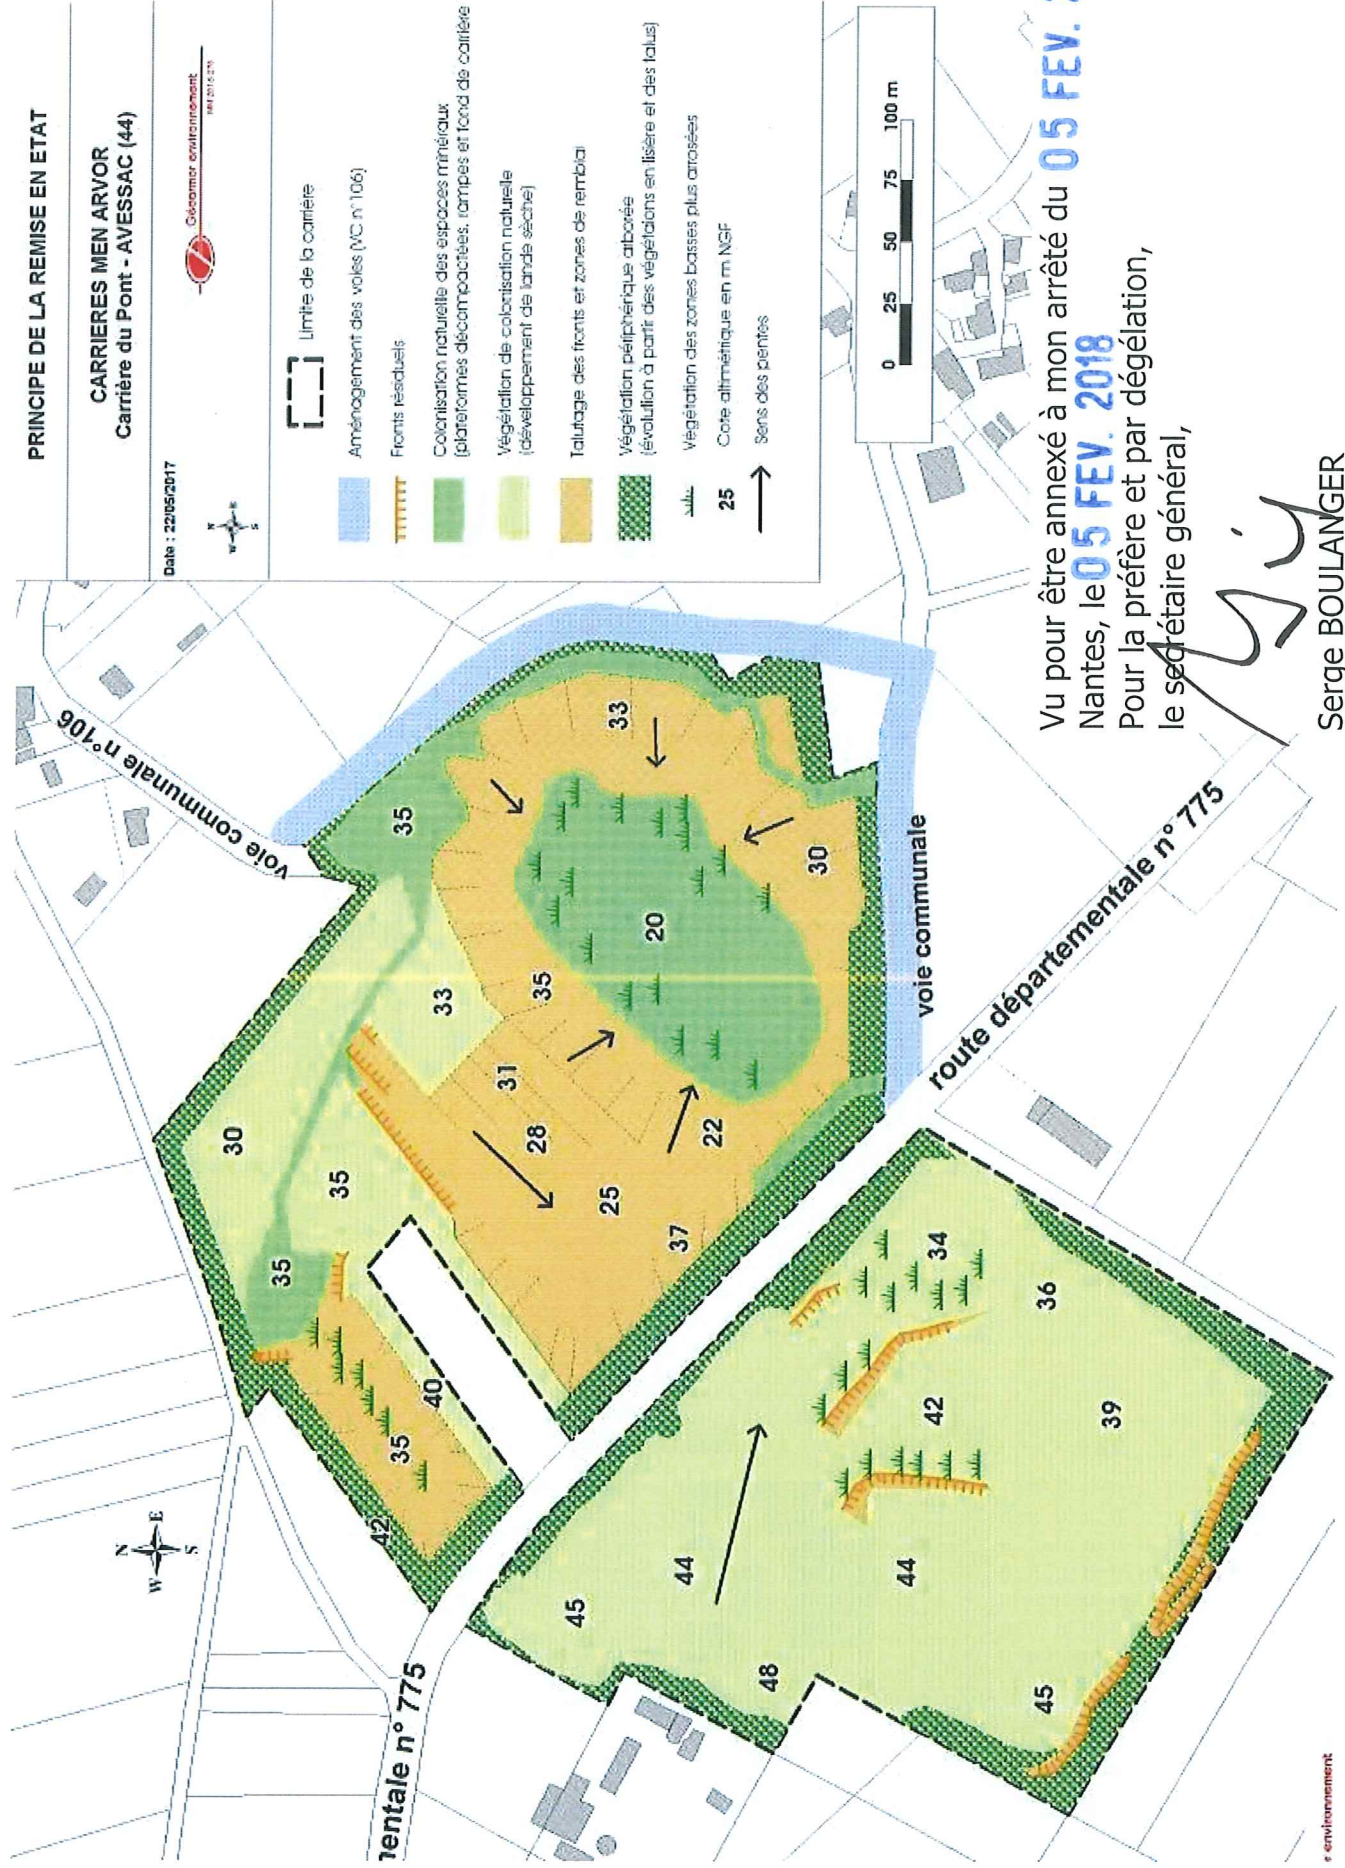 PRINCIPE DE LA REMISE EN ETAT
CARRIERES MEN ARVOR
Carrière du Pont - AVESSAC (44)
Date : 22/05/2017
Géoarmor environnement
N
W
E
S
Limite de la carrière
Aménagement des voies (VC n°106)
Fronts résiduels
Colonisation naturelle des espaces minéraux
(plateformes décompactées, rampes et fond de carrière
Végétation de colonisation naturelle
(développement de lande sèche)
Talutage des fronts et zones de remblai
Végétation périphérique arborée
(évolution à partir des végétaions en lisière et des talus)
Végétation des zones basses plus arrosées
25
Cote altimétrique en m NGF
Sens des pentes
0
25
50
75
100 m
Vu pour être annexé à mon arrêté du 05 FEV.
Nantes, le 05 FEV. 2018
Pour la préfère et par dégélation,
le secrétaire général,
Serge BOULANGER
N
W
E
S
voie communale n°106
voie communale
route départementale n° 775
entale n° 775
30
35
35
35
33
33
35
31
28
25
22
37
20
30
40
35
42
45
44
48
44
45
42
34
36
39
environnement